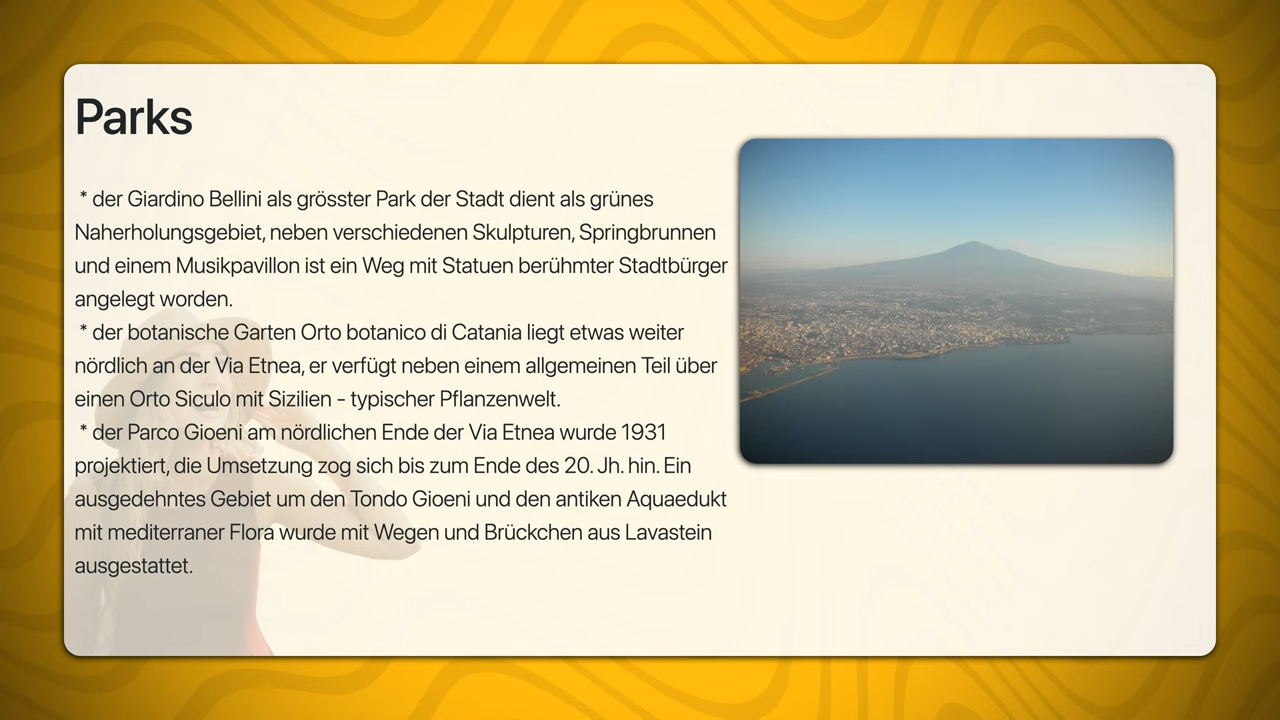 Parks
* der Giardino Bellini als grösster Park der Stadt dient als grünes
Naherholungsgebiet, neben verschiedenen Skulpturen, Springbrunnen
und einem Musikpavillon ist ein Weg mit Statuen berühmter Stadtbürger
angelegt worden.
* der botanische Garten Orto botanico di Catania liegt etwas weiter
nördlich an der Via Etnea, er verfügt neben einem allgemeinen Teil über
einen Orto Siculo mit Sizilien - typischer Pflanzenwelt.
* der Parco Gioeni am nördlichen Ende der Via Etnea wurde 1931
projektiert, die Umsetzung zog sich bis zum Ende des 20. Jh. hin. Ein
ausgedehntes Gebiet um den Tondo Gioeni und den antiken Aquaedukt
mit mediterraner Flora wurde mit Wegen und Brückchen aus Lavastein
ausgestattet.